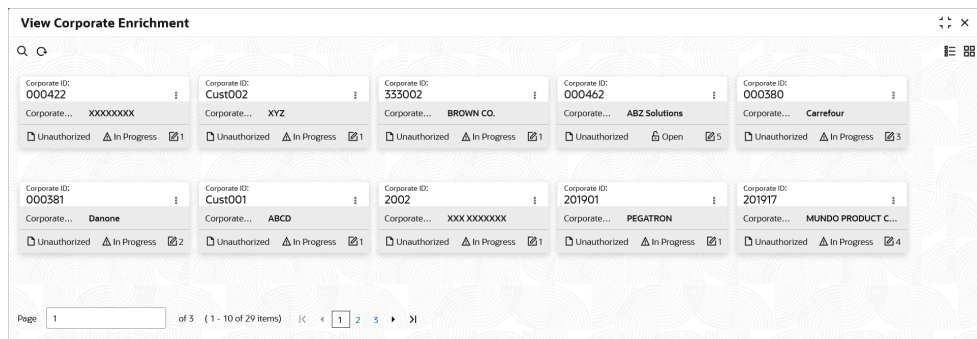 View Corporate Enrichment
Corporate ID:
000422
Corporate... XXXXXXXX
Unauthorized In Progress 1
Corporate ID:
Cust002
Corporate... XYZ
Unauthorized In Progress 1
Corporate ID:
333002
Corporate... BROWN CO.
Unauthorized In Progress 1
Corporate ID:
000462
Corporate... ABZ Solutions
Unauthorized Open 5
Corporate ID:
000380
Corporate... Carrefour
Unauthorized In Progress 3
Corporate ID:
000381
Corporate... Danone
Unauthorized In Progress 2
Corporate ID:
Cust001
Corporate... ABCD
Unauthorized In Progress 1
Corporate ID:
2002
Corporate... XXX XXXXXXX
Unauthorized In Progress 1
Corporate ID:
201901
Corporate... PEGATRON
Unauthorized In Progress 1
Corporate ID:
201917
Corporate... MUNDO PRODUCT C...
Unauthorized In Progress 4
Page 1 of 3 (1 - 10 of 29 items) 1 2 3